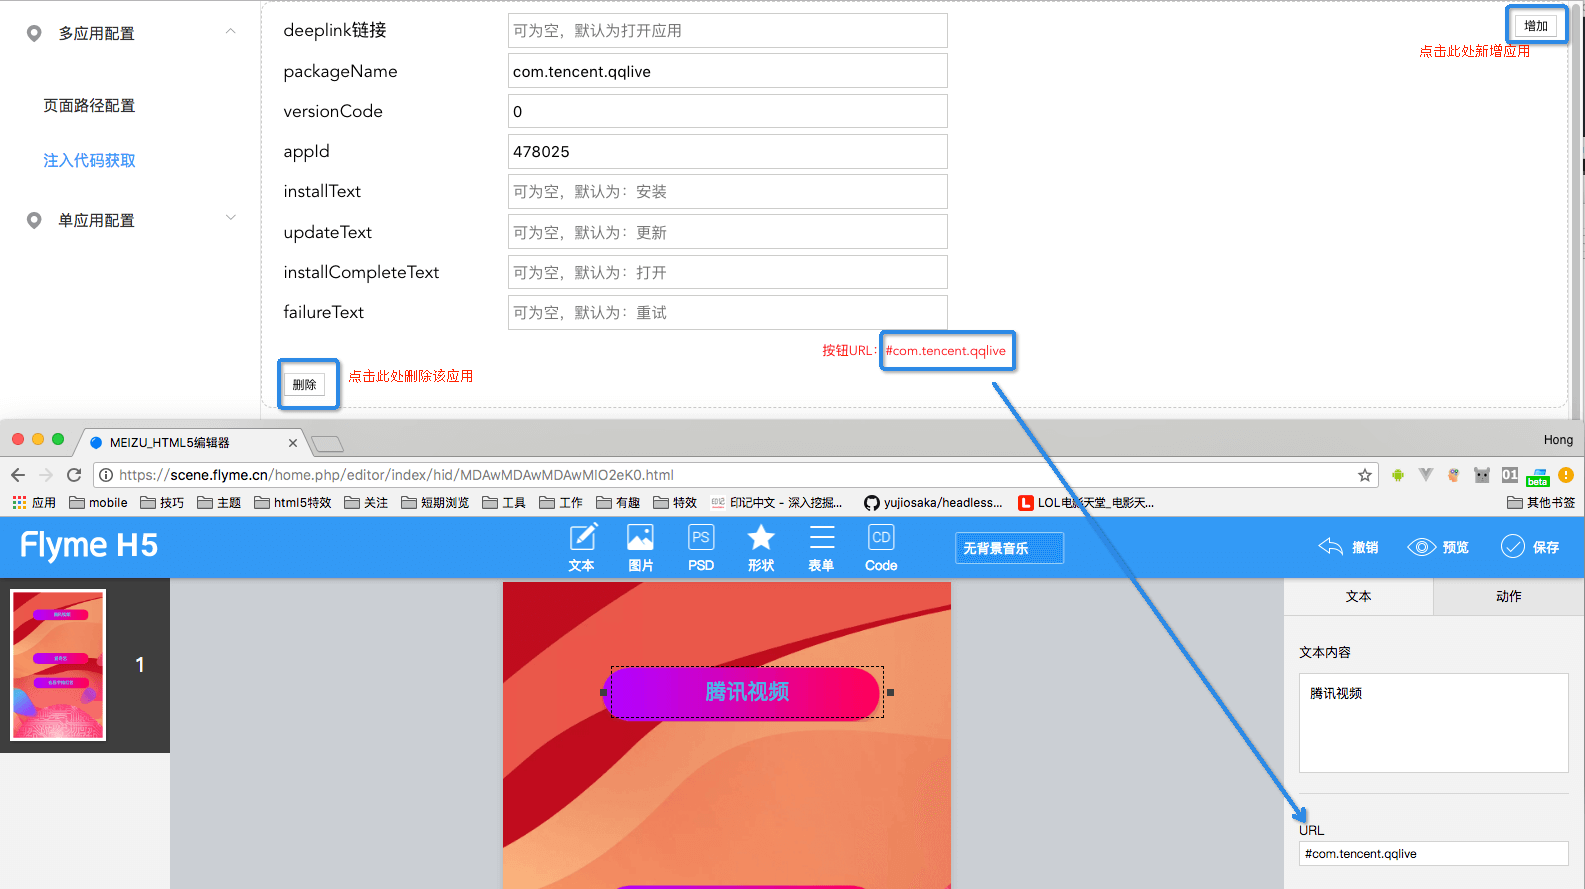 多应用配置
页面路径配置
注入代码获取
单应用配置
deeplink链接
可为空，默认为打开应用
packageName
com.tencent.qqlive
versionCode
0
appId
478025
installText
可为空，默认为：安装
updateText
可为空，默认为：更新
installCompleteText
可为空，默认为：打开
failureText
可为空，默认为：重试
增加
点击此处新增应用
按钮URL：
#com.tencent.qqlive
删除
点击此处删除该应用
MEIZU_HTML5编辑器
Hong
https://scene.flyme.cn/home.php/editor/index/hid/MDAwMDAwMDAwMIO2eK0.html
01
beta
应用
mobile
技巧
主题
html5特效
关注
短期浏览
工具
工作
有趣
特效
印记中文 - 深入挖掘...
yujiosaka/headless...
L
LOL电影天堂_电影天...
其他书签
Flyme H5
文本
图片
PS
PSD
形状
表单
CD
Code
无背景音乐
撤销
预览
保存
1
腾讯视频
文本
动作
文本内容
腾讯视频
URL
#com.tencent.qqlive